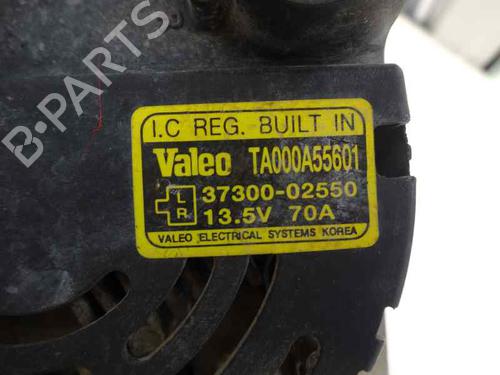 B-PARTS
I.C REG. BUILT IN
Valeo TA000A55601
L 37300-02550
R 13.5V 70A
VALEO ELECTRICAL SYSTEMS KOREA